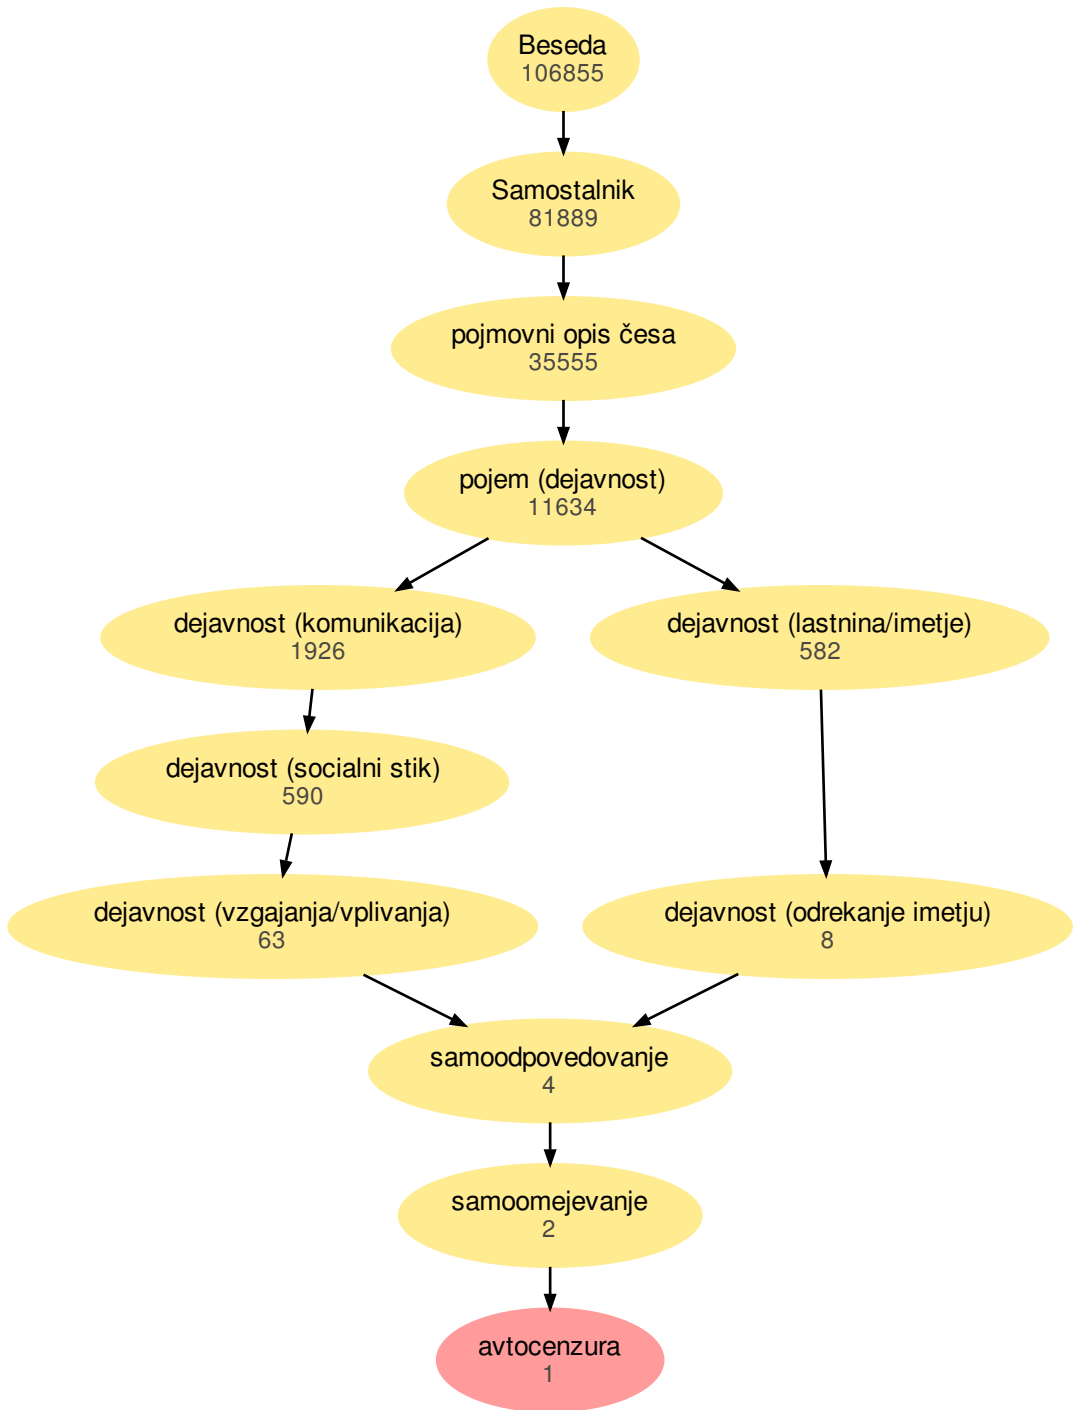 Beseda
106855
Samostalnik
81889
pojmovni opis česa
35555
pojem (dejavnost)
11634
dejavnost (komunikacija)
1926
dejavnost (lastnina/imetje)
582
dejavnost (socialni stik)
590
dejavnost (vzgajanja/vplivanja)
63
dejavnost (odrekanje imetju)
8
samoodpovedovanje
4
samoomejevanje
2
avtocenzura
1